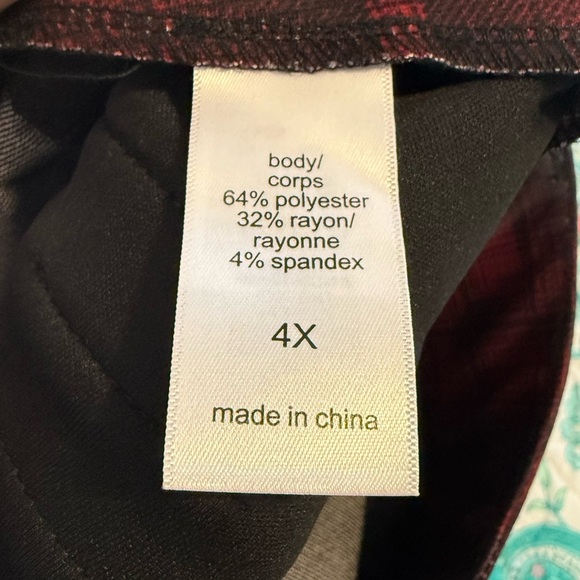 body/
corps
64% polyester
32% rayon/
rayonne
4% spandex
4X
made in china